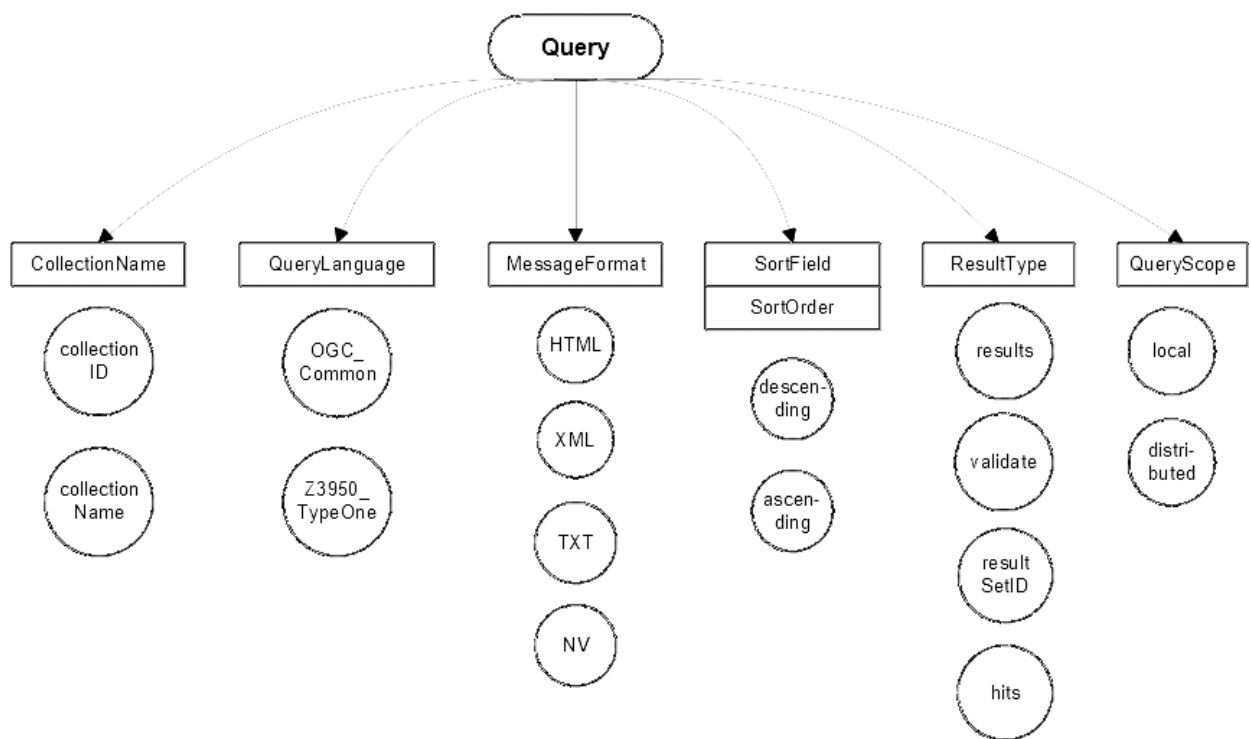 Query
CollectionName
collection
ID
collection
Name
QueryLanguage
OGC_
Common
Z3950_
TypeOne
MessageFormat
HTML
XML
TXT
NV
SortField
SortOrder
descen-
ding
ascen-
ding
ResultType
results
validate
result
SetID
hits
QueryScope
local
distri-
buted